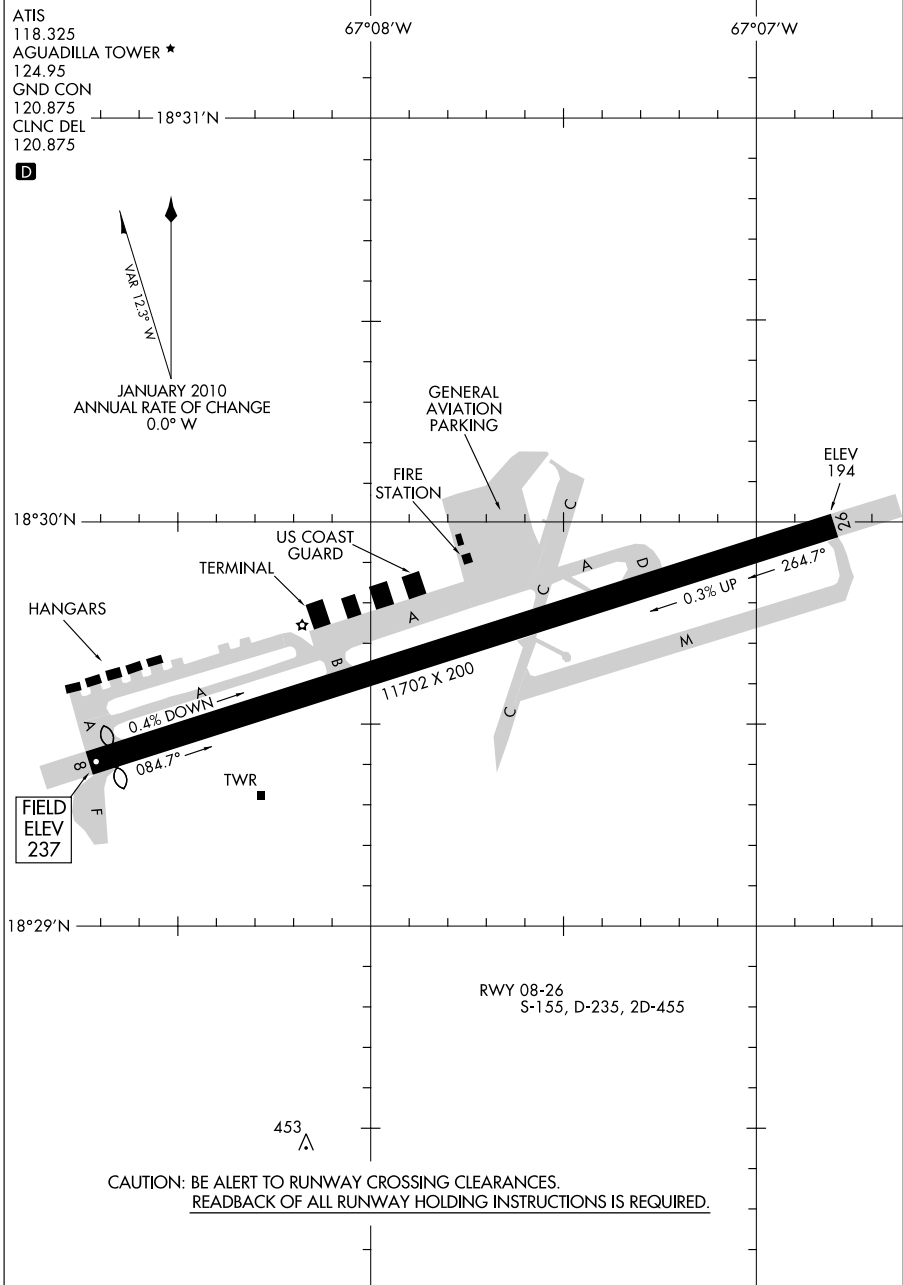 ATIS
118.325
AGUADILLA TOWER
124.95
GND CON
120.875
CLNC DEL
120.875
D
67°08'W
67°07'W
18°31'N
VAR 12.3° W
JANUARY 2010
ANNUAL RATE OF CHANGE
0.0° W
GENERAL
AVIATION
PARKING
FIRE
STATION
ELEV
194
18°30'N
US COAST
GUARD
TERMINAL
HANGARS
C
26
A
D
C
264.7°
0.3% UP
A
M
B
11702 X 200
A
0.4% DOWN
A
C
084.7°
8
TWR
F
FIELD
ELEV
237
18°29'N
RWY 08-26
S-155, D-235, 2D-455
453
CAUTION: BE ALERT TO RUNWAY CROSSING CLEARANCES.
READBACK OF ALL RUNWAY HOLDING INSTRUCTIONS IS REQUIRED.